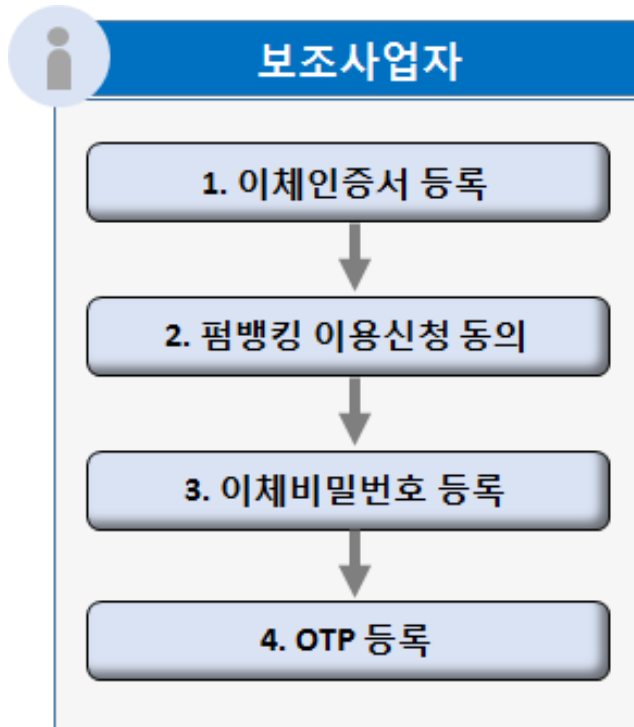 보조사업자
1. 이체인증서 등록
2. 펌뱅킹 이용신청 동의
3. 이체비밀번호 등록
4. OTP 등록